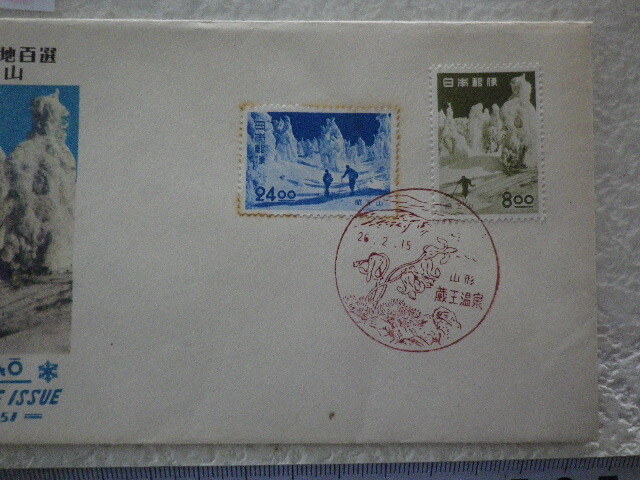 地百選
山
日本郵便
24.00
蔵王山
日本郵便
8.00
26.2.15
山形
蔵王温泉
ō
E ISSUE
51